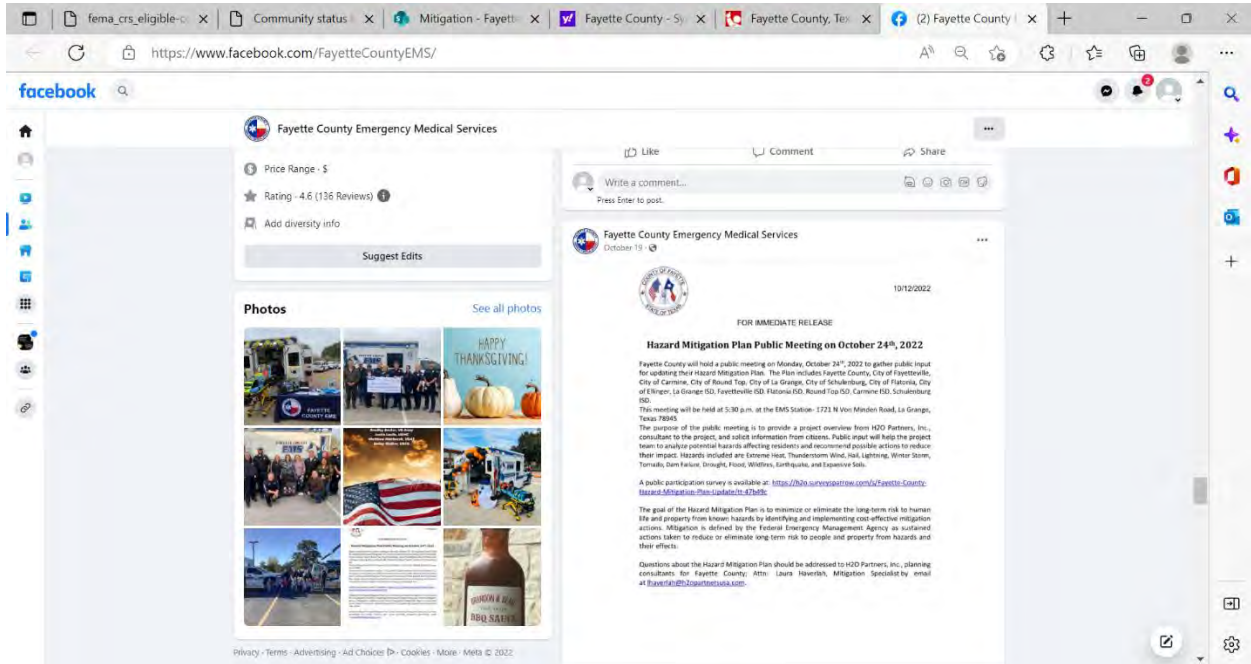 fema_crs_eligible-c
Community status
Mitigation - Fayett
Fayette County - Sy
Fayette County, Tex
(2) Fayette County
https://www.facebook.com/FayetteCountyEMS/
facebook
2
Fayette County Emergency Medical Services
Price Range · $
Rating · 4.6 (136 Reviews)
Add diversity info
Suggest Edits
Photos
See all photos
HAPPY
THANKSGIVING!
FAYETTE
COUNTY EMS
EMS
BBQ
Privacy · Terms · Advertising · Ad Choices · Cookies · More · Meta © 2022
Like
Comment
Share
Write a comment...
Press Enter to post.
Fayette County Emergency Medical Services
October 19
COUNTY OF FAYETTE
STATE OF TEXAS
10/12/2022
FOR IMMEDIATE RELEASE
Hazard Mitigation Plan Public Meeting on October 24th, 2022
Fayette County will hold a public meeting on Monday, October 24th, 2022 to gather public input
for updating their Hazard Mitigation Plan. The Plan includes Fayette County, City of Fayetteville,
City of Carmine, City of Round Top, City of La Grange, City of Schulenburg, City of Flatonia, City
of Ellinger, La Grange ISD, Fayetteville ISD, Flatonia ISD, Round Top ISD, Carmine ISD, Schulenburg
ISD.
This meeting will be held at 5:30 p.m. at the EMS Station- 1721 N Von Minden Road, La Grange,
Texas 78945
The purpose of the public meeting is to provide a project overview from H2O Partners, Inc.,
consultant to the project, and solicit information from citizens. Public input will help the project
team to analyze potential hazards affecting residents and recommend possible actions to reduce
their impact. Hazards included are Extreme Heat, Thunderstorm Wind, Hail, Lightning, Winter Storm,
Tornado, Dam Failure, Drought, Flood, Wildfires, Earthquake, and Expansive Soils.
A public participation survey is available at: https://h2o.surveysparrow.com/s/Fayette-County-
Hazard-Mitigation-Plan-Update/tt-47b49c
The goal of the Hazard Mitigation Plan is to minimize or eliminate the long-term risk to human
life and property from known hazards by identifying and implementing cost-effective mitigation
actions. Mitigation is defined by the Federal Emergency Management Agency as sustained
actions taken to reduce or eliminate long-term risk to people and property from hazards and
their effects.
Questions about the Hazard Mitigation Plan should be addressed to H2O Partners, Inc., planning
consultants for Fayette County; Attn: Laura Haverlah, Mitigation Specialist by email
at lhaverlah@h2opartnersusa.com.